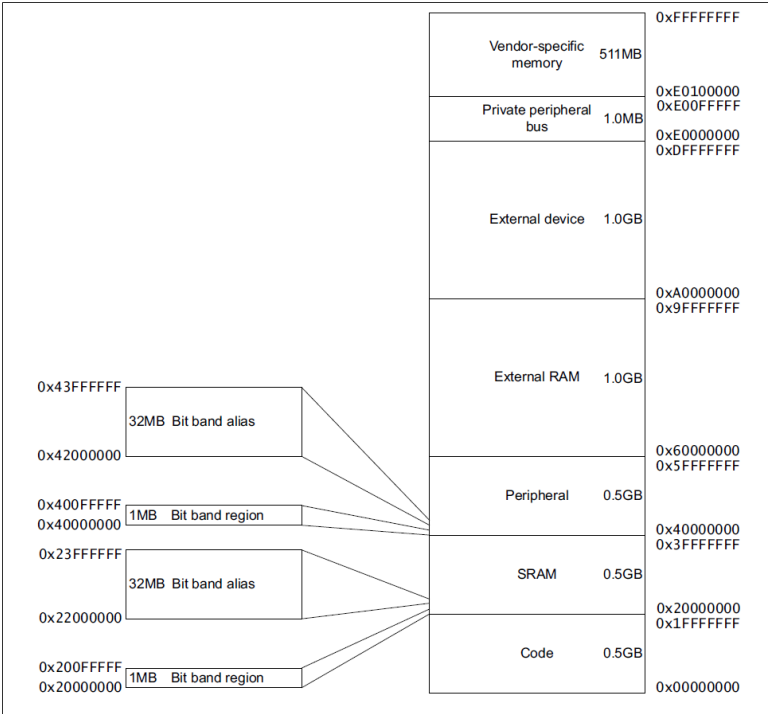 0xFFFFFFFF
Vendor-specific
memory
511MB
0xE0100000
0xE00FFFFF
Private peripheral
bus
1.0MB
0xE0000000
0xDFFFFFFF
External device
1.0GB
0xA0000000
0x9FFFFFFF
External RAM
1.0GB
0x60000000
0x5FFFFFFF
Peripheral
0.5GB
0x40000000
0x3FFFFFFF
SRAM
0.5GB
0x20000000
0x1FFFFFFF
Code
0.5GB
0x00000000
0x43FFFFFF
32MB Bit band alias
0x42000000
0x400FFFFF
1MB Bit band region
0x40000000
0x23FFFFFF
32MB Bit band alias
0x22000000
0x200FFFFF
1MB Bit band region
0x20000000